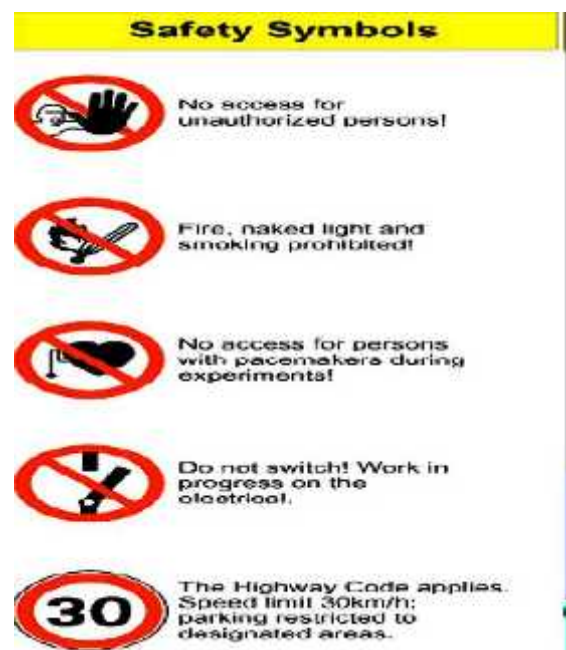 Safety Symbols
No access for
unauthorized persons!
Fire, naked light and
smoking prohibited!
No access for persons
with pacemakers during
experiments!
Do not switch! Work in
progress on the
electrical.
30
The Highway Code applies.
Speed limit 30km/h;
parking restricted to
designated areas.